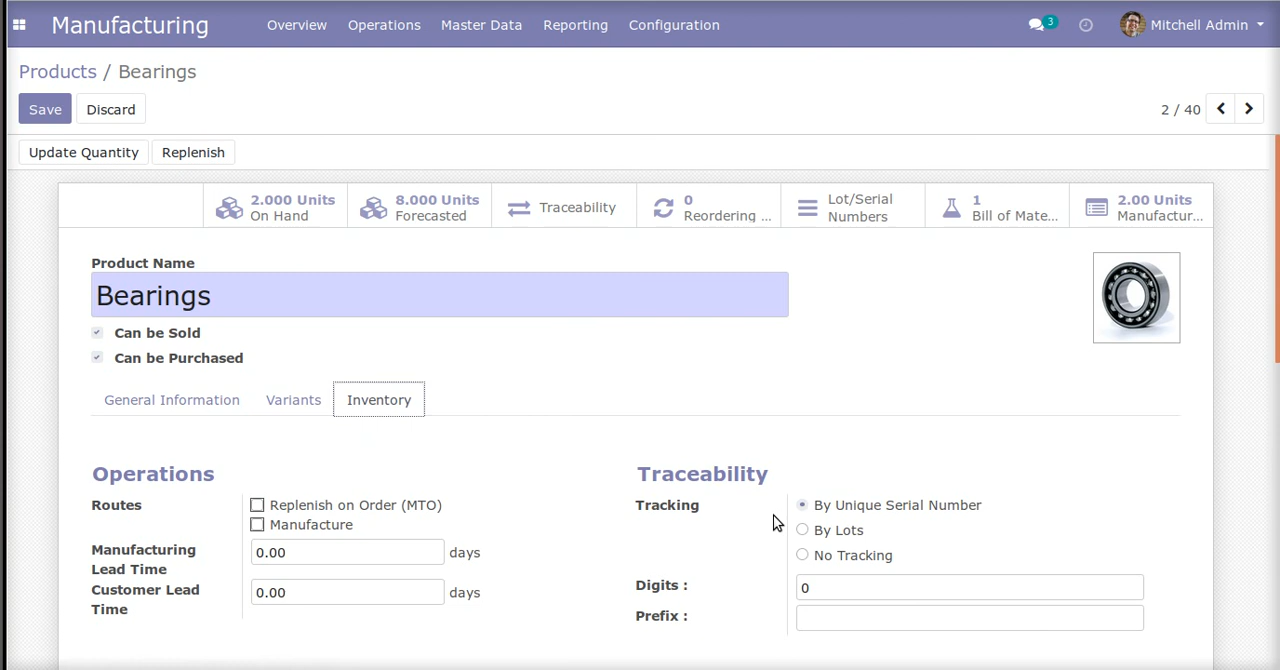 Manufacturing Overview Operations Master Data Reporting Configuration 3 Mitchell Admin
Products / Bearings
Save Discard 2 / 40
Update Quantity Replenish
2.000 Units On Hand
8.000 Units Forecasted
Traceability
0 Reordering ...
Lot/Serial Numbers
1 Bill of Mate...
2.00 Units Manufactur...
Product Name
Bearings
Can be Sold
Can be Purchased
General Information Variants Inventory
Operations
Routes
Replenish on Order (MTO)
Manufacture
Manufacturing Lead Time
0.00 days
Customer Lead Time
0.00 days
Traceability
Tracking
By Unique Serial Number
By Lots
No Tracking
Digits :
0
Prefix :